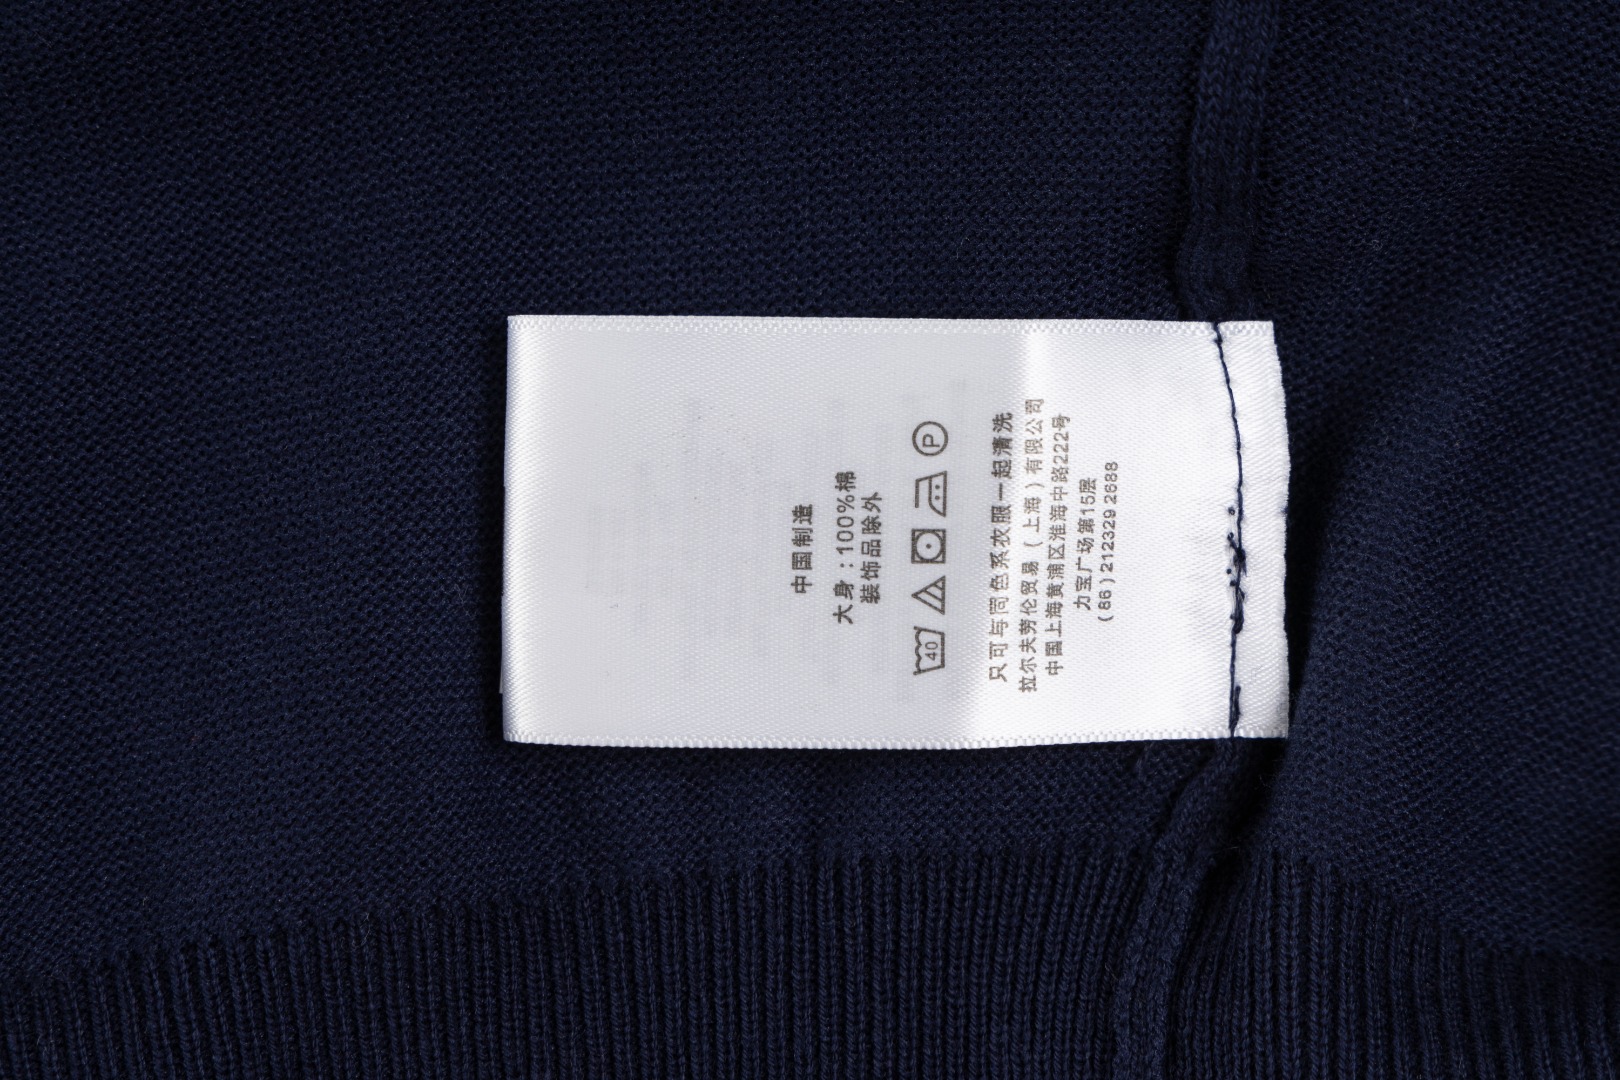 中国制造
大身：100%棉
装饰品除外
40 P
只可与同色系衣服一起清洗
拉尔夫劳伦贸易（上海）有限公司
中国上海黄浦区淮海中路222号
力宝广场第15层
(86)212329 2688